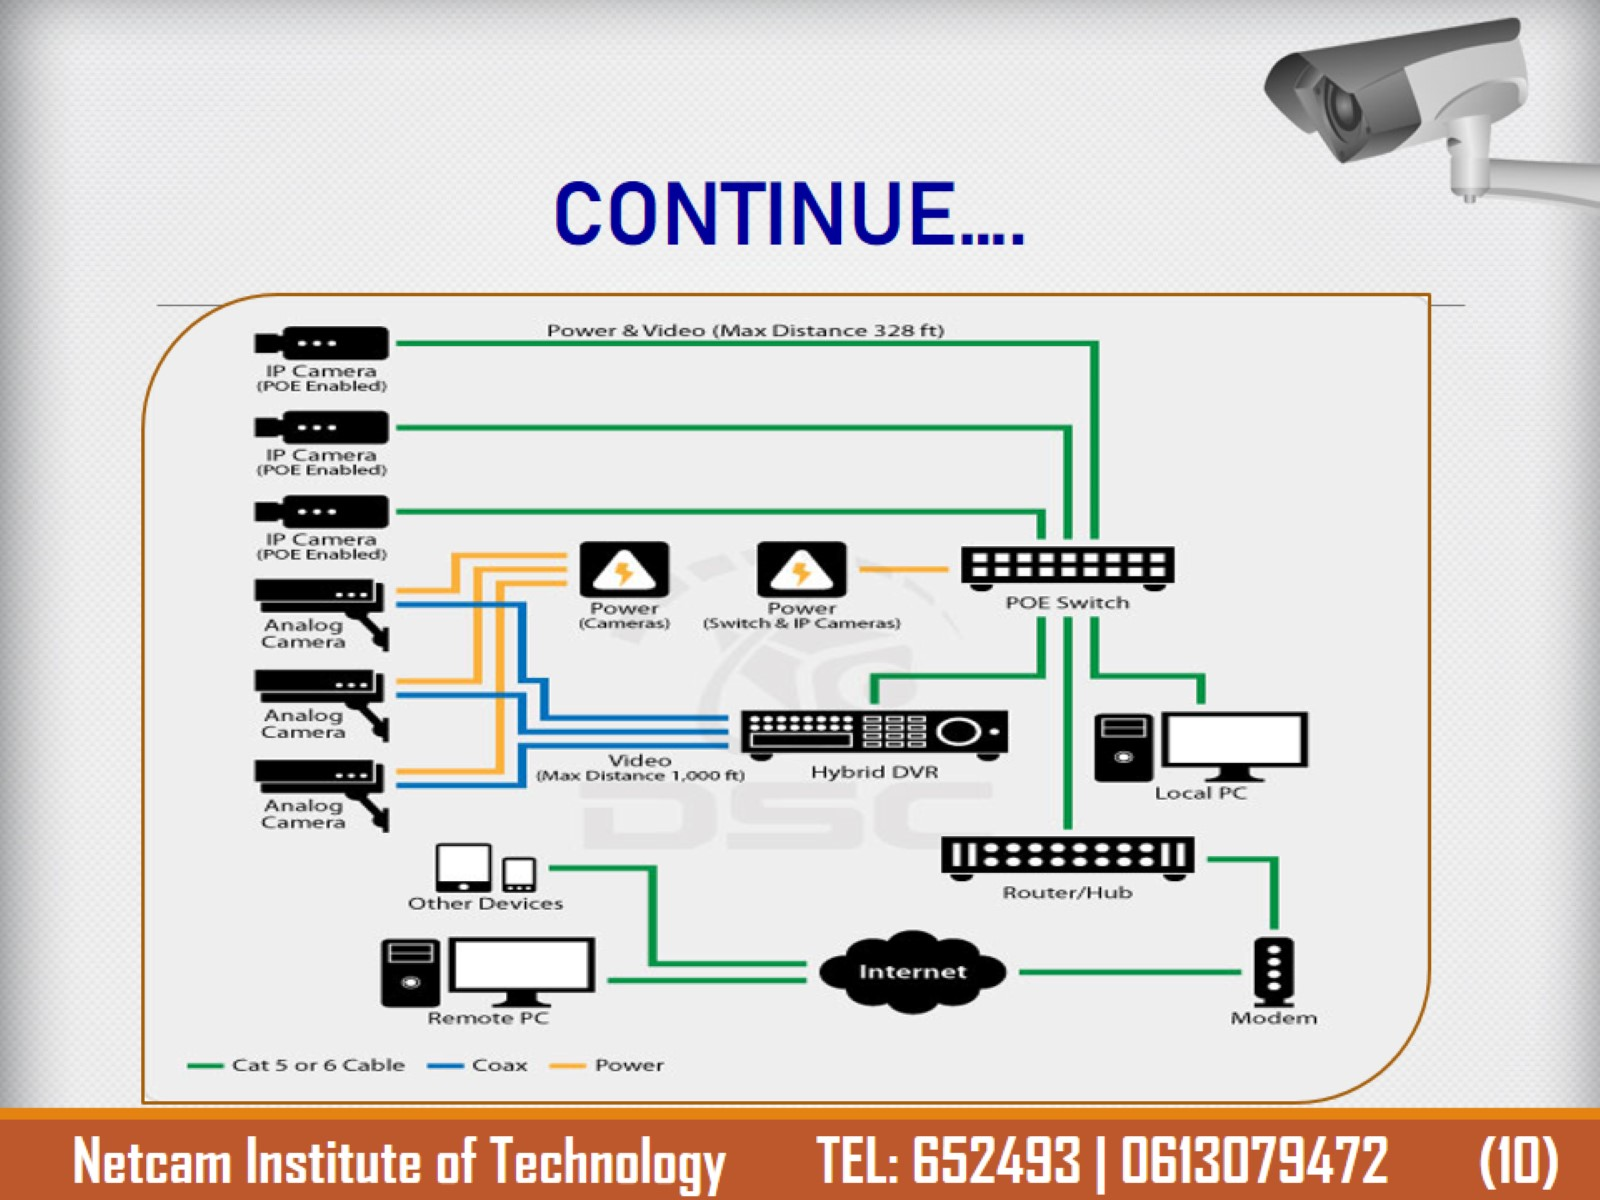 CONTINUE....
Power & Video (Max Distance 328 ft)
IP Camera
(POE Enabled)
IP Camera
(POE Enabled)
IP Camera
(POE Enabled)
Analog
Camera
Power
(Cameras)
Power
(Switch & IP Cameras)
POE Switch
Analog
Camera
Video
(Max Distance 1,000 ft)
Hybrid DVR
Local PC
Analog
Camera
DSC
Other Devices
Router/Hub
Internet
Remote PC
Modem
Cat 5 or 6 Cable
Coax
Power
Netcam Institute of Technology
TEL: 652493 | 0613079472
(10)